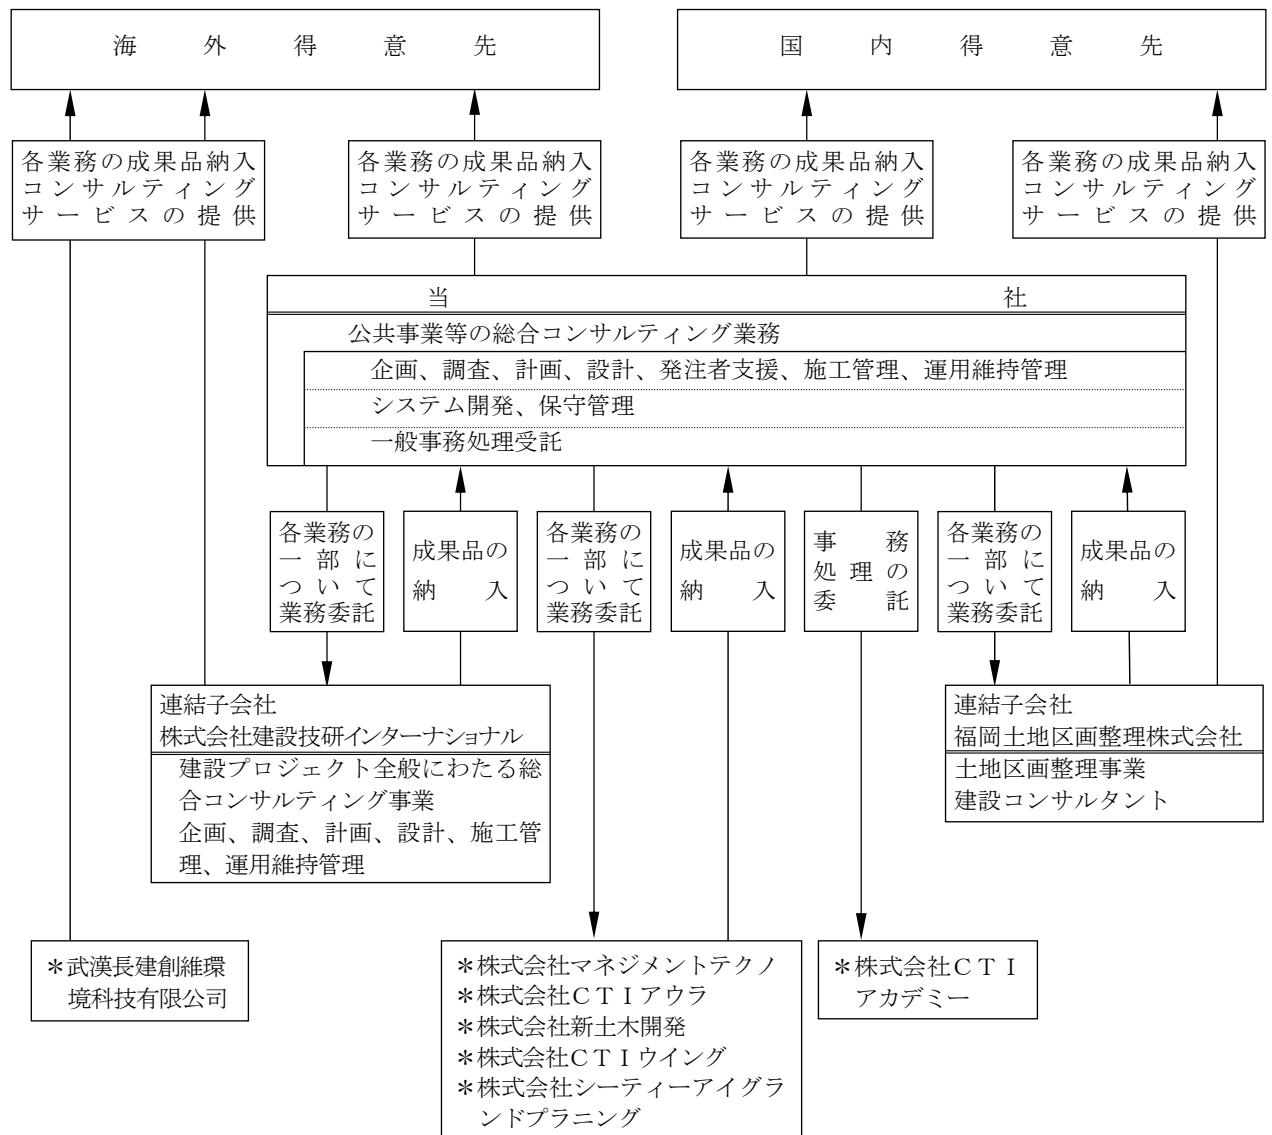 海外得意先
国内得意先
各業務の成果品納入
コンサルティング
サービスの提供
各業務の成果品納入
コンサルティング
サービスの提供
各業務の成果品納入
コンサルティング
サービスの提供
各業務の成果品納入
コンサルティング
サービスの提供
当社
公共事業等の総合コンサルティング業務
企画、調査、計画、設計、発注者支援、施工管理、運用維持管理
システム開発、保守管理
一般事務処理受託
各業務の
一部に
ついて
業務委託
成果品の
納入
各業務の
一部に
ついて
業務委託
成果品の
納入
事務
処理の
委託
各業務の
一部に
ついて
業務委託
成果品の
納入
連結子会社
株式会社建設技研インターナショナル
建設プロジェクト全般にわたる総
合コンサルティング事業
企画、調査、計画、設計、施工管
理、運用維持管理
連結子会社
福岡土地区画整理株式会社
土地区画整理事業
建設コンサルタント
＊武漢長建創維環
境科技有限公司
＊株式会社マネジメントテクノ
＊株式会社ＣＴＩアウラ
＊株式会社新土木開発
＊株式会社ＣＴＩウイング
＊株式会社シーティーアイグラ
ンドプラニング
＊株式会社ＣＴＩ
アカデミー